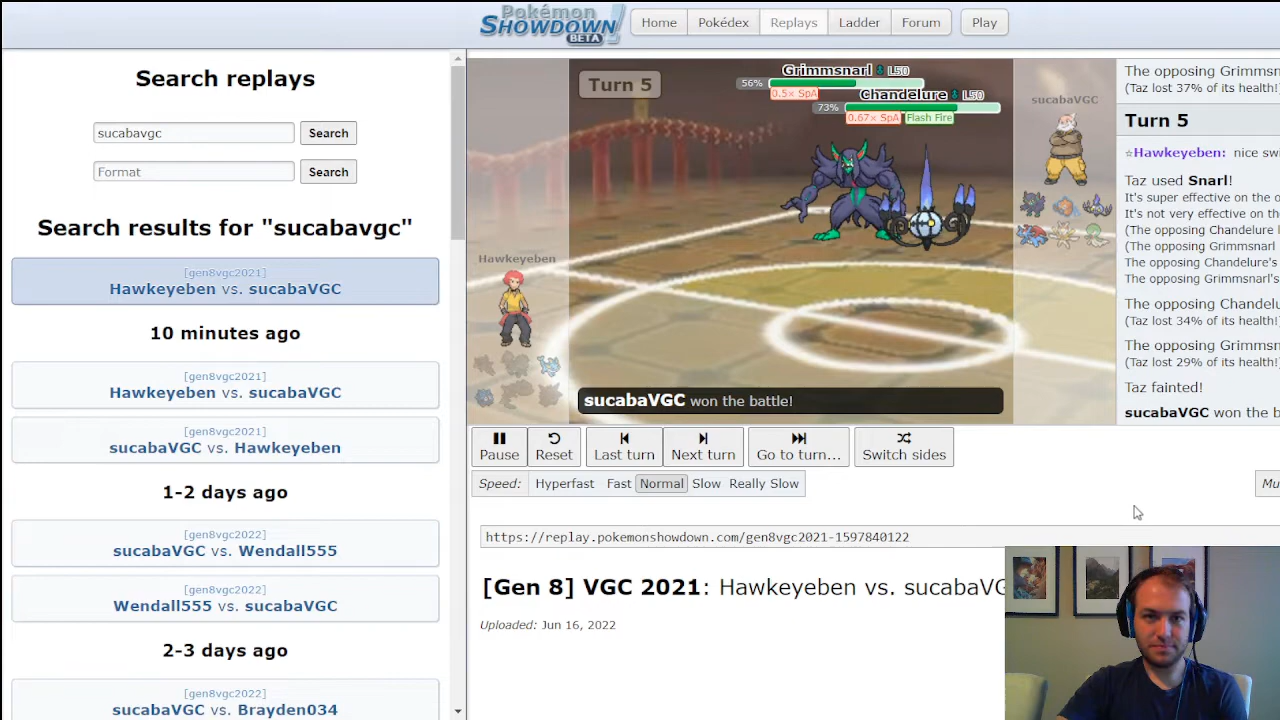 Pokémon
SHOWDOWN!
BETA
Home
Pokédex
Replays
Ladder
Forum
Play
Search replays
sucabavgc
Search
Format
Search
Search results for "sucabavgc"
[gen8vgc2021]
Hawkeyeben vs. sucabaVGC
10 minutes ago
[gen8vgc2021]
Hawkeyeben vs. sucabaVGC
[gen8vgc2021]
sucabaVGC vs. Hawkeyeben
1-2 days ago
[gen8vgc2022]
sucabaVGC vs. Wendall555
[gen8vgc2022]
Wendall555 vs. sucabaVGC
2-3 days ago
[gen8vgc2022]
sucabaVGC vs. Brayden034
Turn 5
Grimmsnarl L50
56%
0.5× SpA
Chandelure L50
73%
0.67× SpA Flash Fire
Hawkeyeben
sucabaVGC
sucabaVGC won the battle!
The opposing Grimms
(Taz lost 37% of its health!
Turn 5
☆Hawkeyeben: nice swi
Taz used Snarl!
It's super effective on the o
It's not very effective on the
(The opposing Chandelure l
(The opposing Grimmsnarl
The opposing Chandelure's
The opposing Grimmsnarl's
The opposing Chandel
(Taz lost 34% of its health!
The opposing Grimmsn
(Taz lost 29% of its health!
Taz fainted!
sucabaVGC won the b
Pause
Reset
Last turn
Next turn
Go to turn...
Switch sides
Speed:
Hyperfast
Fast
Normal
Slow
Really Slow
Mu
https://replay.pokemonshowdown.com/gen8vgc2021-1597840122
[Gen 8] VGC 2021: Hawkeyeben vs. sucabaVG
Uploaded: Jun 16, 2022